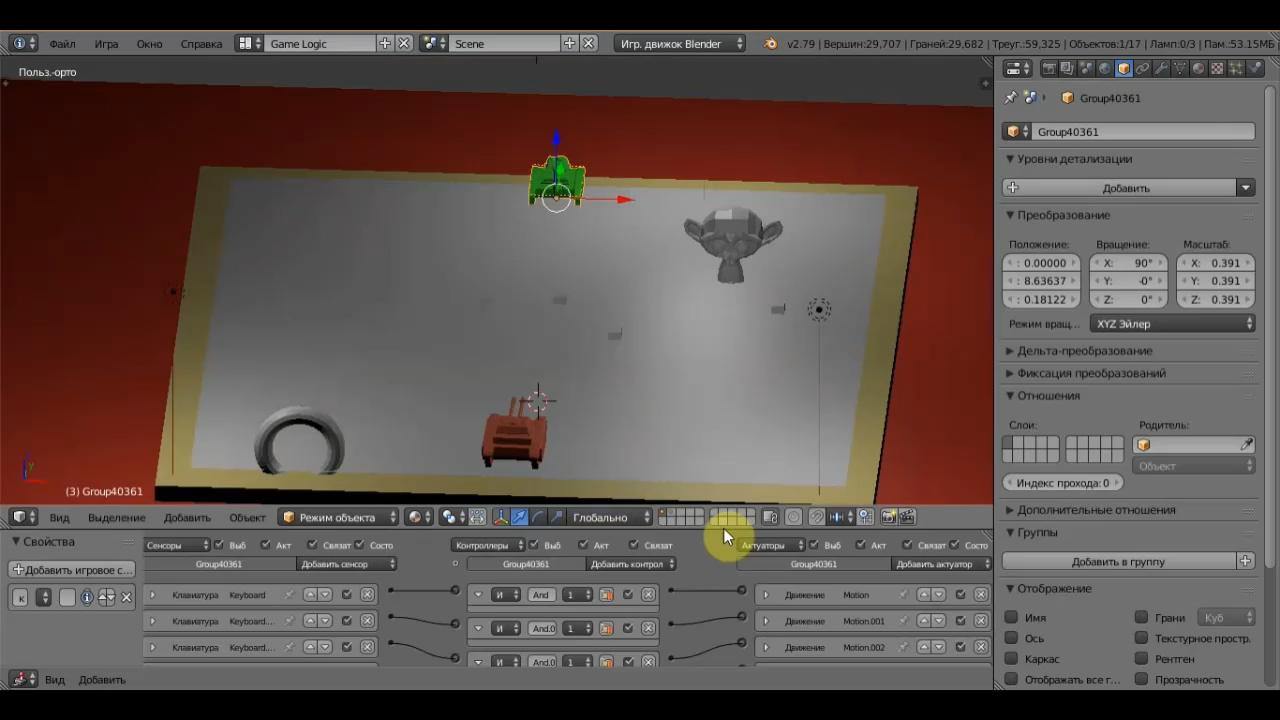 Файл Игра Окно Справка Game Logic Scene Игр. движок Blender v2.79 | Вершин:29,707 | Граней:29,682 | Треуг.:59,325 | Объектов:1/17 | Ламп:0/3 | Пам.:53.15МБ
Польз.-орто
Group40361
Group40361
Уровни детализации
Добавить
Преобразование
Положение: Вращение: Масштаб:
: 0.00000 X: 90° X: 0.391
: 8.63637 Y: -0° Y: 0.391
: 0.18122 Z: 0° Z: 0.391
Режим вращ... XYZ Эйлер
Дельта-преобразование
Фиксация преобразований
Отношения
Слои: Родитель:
Объект
Индекс прохода: 0
Дополнительные отношения
Группы
Добавить в группу
Отображение
Имя Грани Куб
Ось Текстурное простр.
Каркас Рентген
Отображать все г... Прозрачность
(3) Group40361
Вид Выделение Добавить Объект Режим объекта Глобально
Свойства
Добавить игровое с...
к
Сенсоры Выб Акт Связат Состо Контроллеры Выб Акт Связат Актуаторы Выб Акт Связат Состо
Group40361 Добавить сенсор Group40361 Добавить контрол Group40361 Добавить актуатор
Клавиатура Keyboard И And 1 Движение Motion
Клавиатура Keyboard.... И And.0 1 Движение Motion.001
Клавиатура Keyboard.... И And.0 1 Движение Motion.002
Вид Добавить